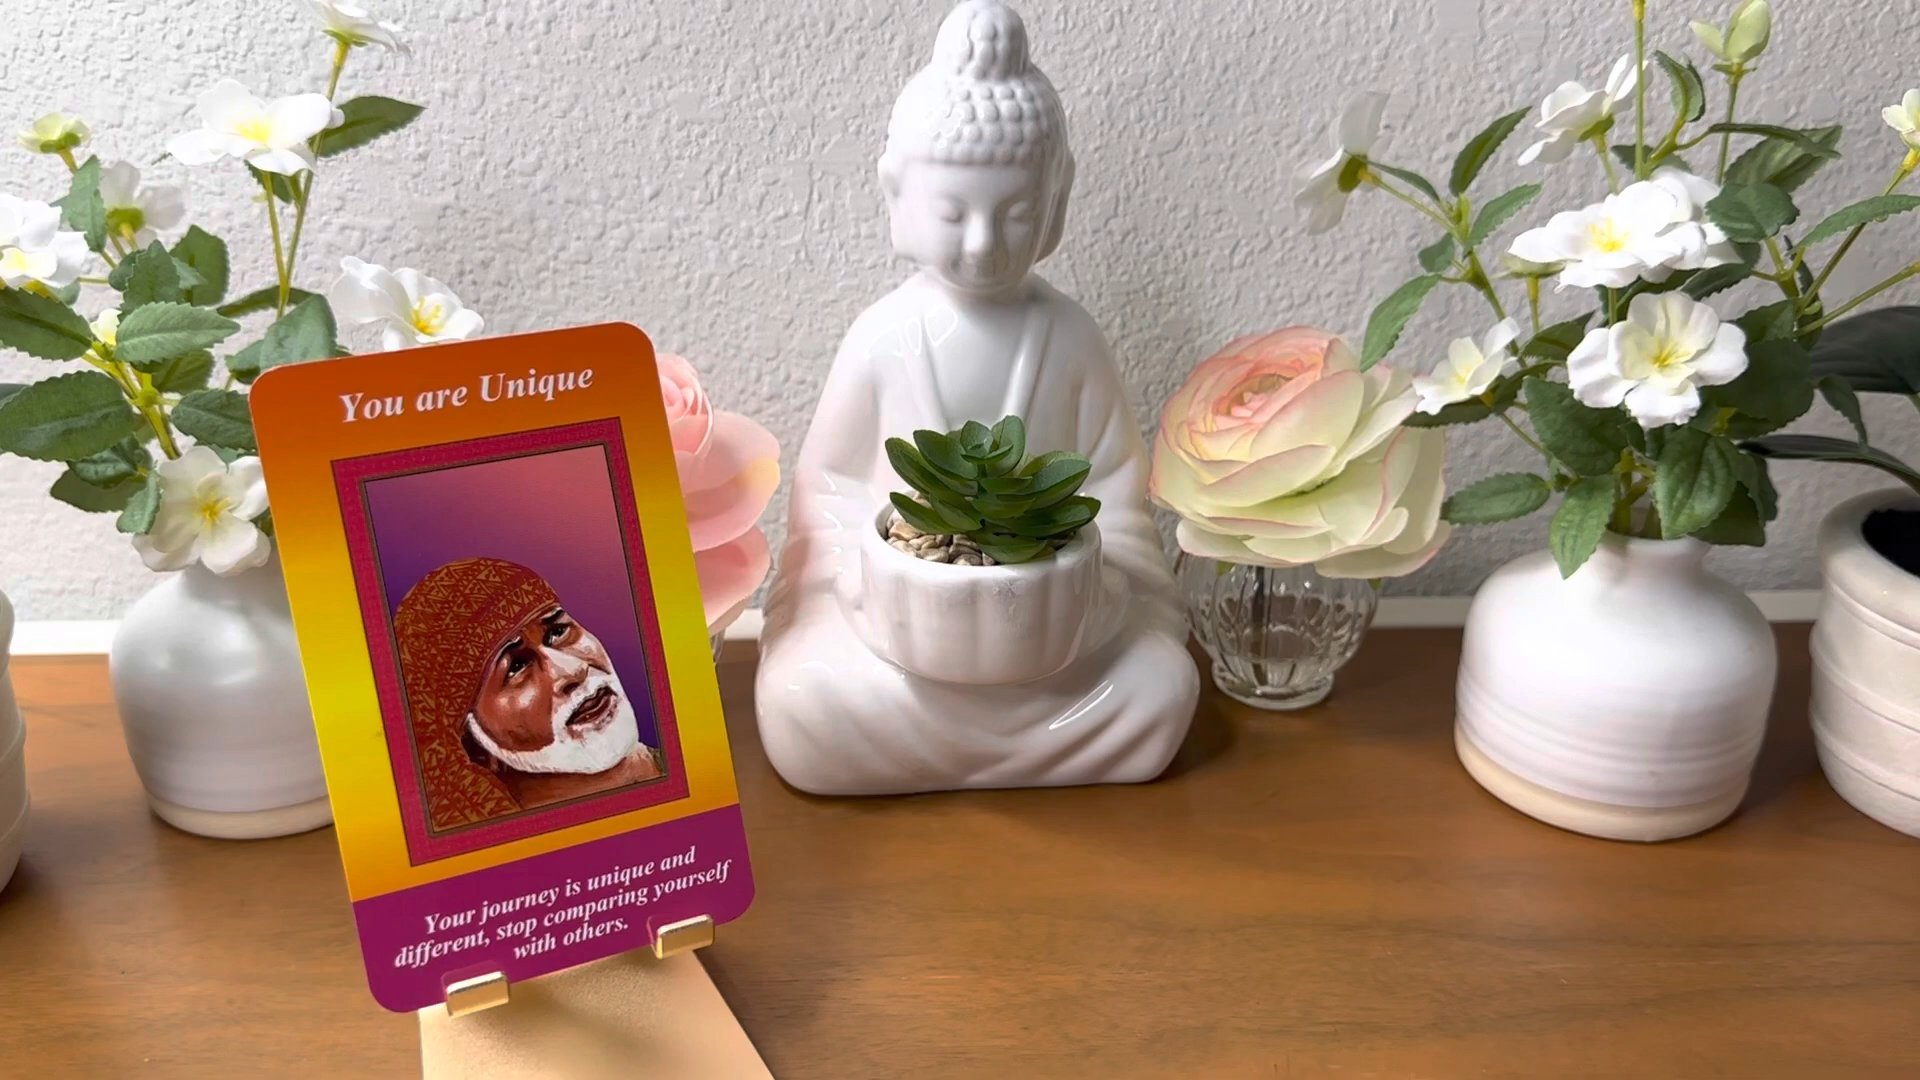 You are Unique
Your journey is unique and
different, stop comparing yourself
with others.